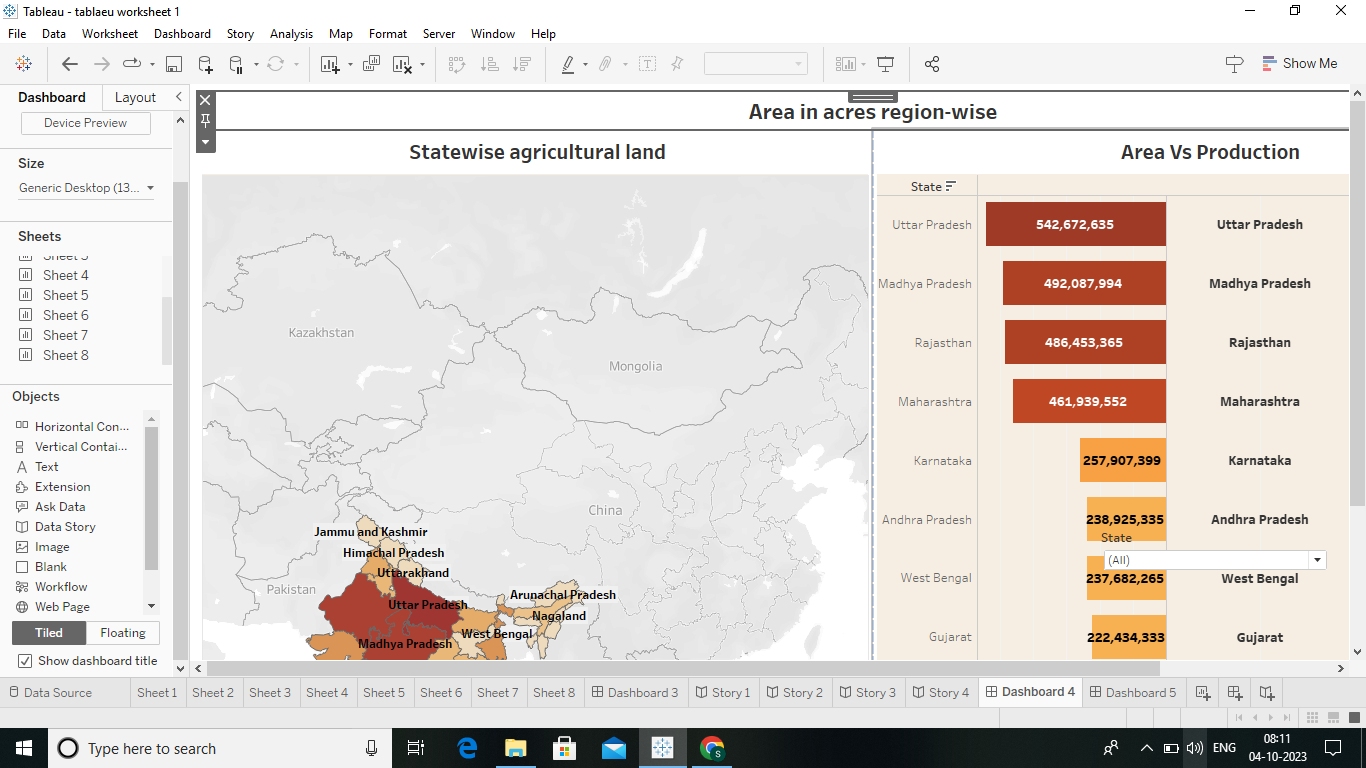 Tableau - tablaeu worksheet 1
File Data Worksheet Dashboard Story Analysis Map Format Server Window Help
Show Me
Dashboard Layout
Device Preview
Size
Generic Desktop (13...
Sheets
Sheet 4
Sheet 5
Sheet 6
Sheet 7
Sheet 8
Objects
Horizontal Con...
Vertical Contai...
Text
Extension
Ask Data
Data Story
Image
Blank
Workflow
Web Page
Tiled Floating
Show dashboard title
Area in acres region-wise
Statewise agricultural land
Kazakhstan
Mongolia
China
Pakistan
Jammu and Kashmir
Himachal Pradesh
Uttarakhand
Arunachal Pradesh
Uttar Pradesh
Nagaland
West Bengal
Madhya Pradesh
Area Vs Production
State
Uttar Pradesh 542,672,635 Uttar Pradesh
Madhya Pradesh 492,087,994 Madhya Pradesh
Rajasthan 486,453,365 Rajasthan
Maharashtra 461,939,552 Maharashtra
Karnataka 257,907,399 Karnataka
Andhra Pradesh 238,925,335 Andhra Pradesh
State
(All)
West Bengal 237,682,265 West Bengal
Gujarat 222,434,333 Gujarat
Data Source Sheet 1 Sheet 2 Sheet 3 Sheet 4 Sheet 5 Sheet 6 Sheet 7 Sheet 8 Dashboard 3 Story 1 Story 2 Story 3 Story 4 Dashboard 4 Dashboard 5
Type here to search
S
ENG
08:11
04-10-2023